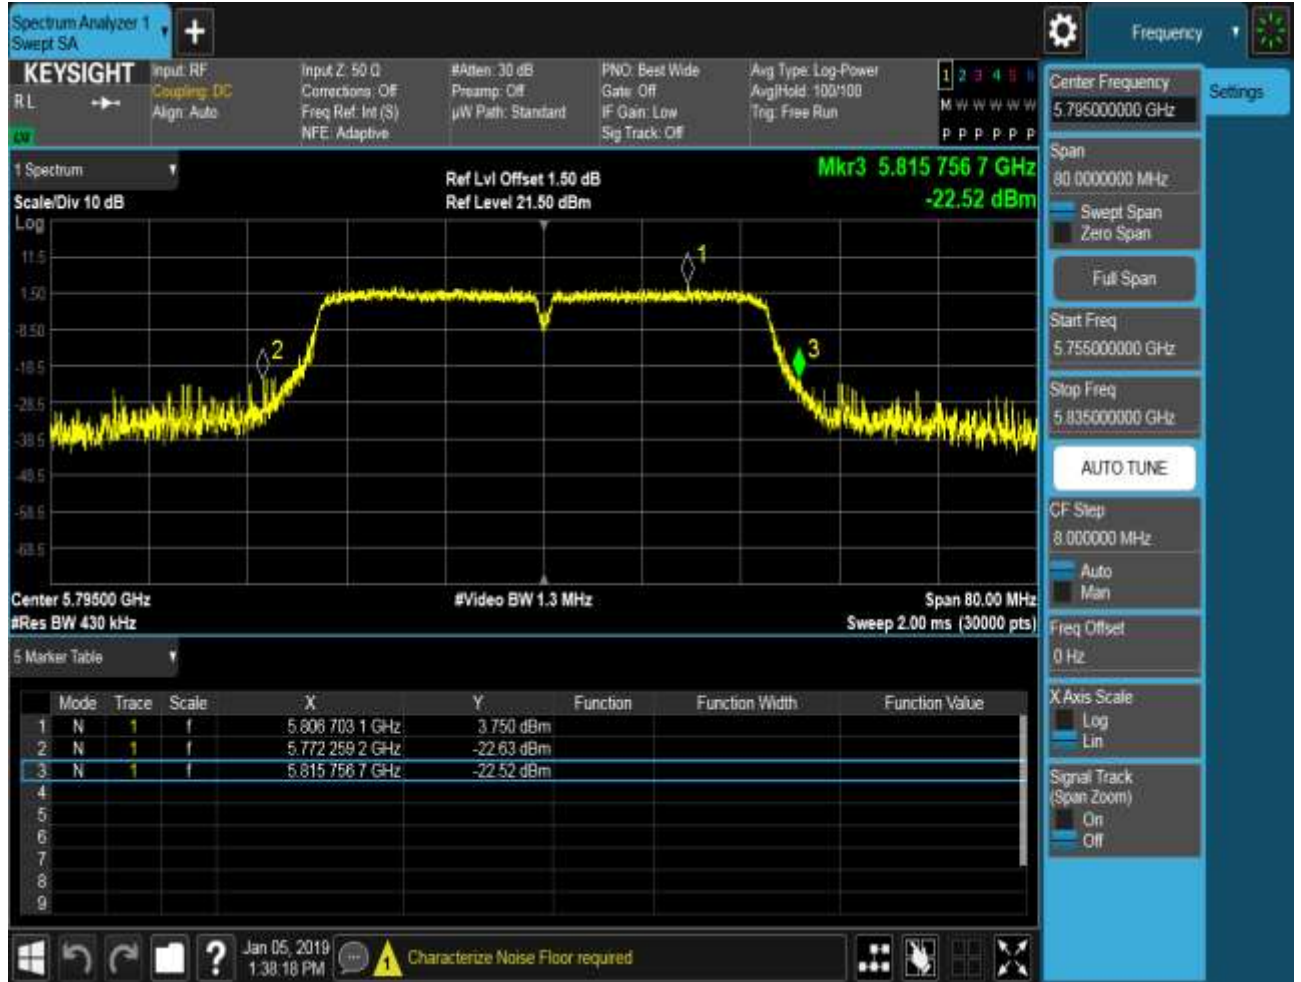 Spectrum Analyzer 1
Swept SA
Frequency
KEYSIGHT
R L
Input: RF
Coupling: DC
Align: Auto
Input Z: 50 Ω
Corrections: Off
Freq Ref: Int (S)
NFE: Adaptive
#Atten: 30 dB
Preamp: Off
µW Path: Standard
PNO: Best Wide
Gate: Off
IF Gain: Low
Sig Track: Off
Avg Type: Log-Power
Avg|Hold: 100/100
Trig: Free Run
1 2 3 4 5 6
M W W W W W
P P P P P P
1 Spectrum
Scale/Div 10 dB
Ref Lvl Offset 1.50 dB
Ref Level 21.50 dBm
Mkr3 5.815 756 7 GHz
-22.52 dBm
Log
11.5
1.50
-8.50
-18.5
-28.5
-38.5
-48.5
-58.5
-68.5
1
2
3
Center 5.79500 GHz
#Res BW 430 kHz
#Video BW 1.3 MHz
Span 80.00 MHz
Sweep 2.00 ms (30000 pts)
5 Marker Table
Mode Trace Scale X Y Function Function Width Function Value
1 N 1 f 5.806 703 1 GHz 3.750 dBm
2 N 1 f 5.772 259 2 GHz -22.63 dBm
3 N 1 f 5.815 756 7 GHz -22.52 dBm
4
5
6
7
8
9
Jan 05, 2019
1:38:18 PM
1
Characterize Noise Floor required
Center Frequency
5.795000000 GHz
Settings
Span
80.0000000 MHz
Swept Span
Zero Span
Full Span
Start Freq
5.755000000 GHz
Stop Freq
5.835000000 GHz
AUTO TUNE
CF Step
8.000000 MHz
Auto
Man
Freq Offset
0 Hz
X Axis Scale
Log
Lin
Signal Track
(Span Zoom)
On
Off